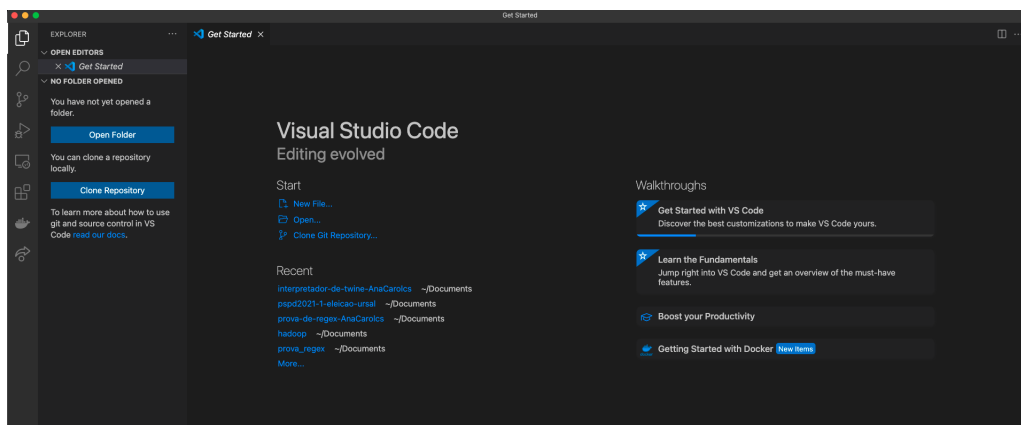 Get Started
EXPLORER
Get Started
OPEN EDITORS
Get Started
NO FOLDER OPENED
You have not yet opened a
folder.
Open Folder
You can clone a repository
locally.
Clone Repository
To learn more about how to use
git and source control in VS
Code read our docs.
Visual Studio Code
Editing evolved
Start
New File...
Open...
Clone Git Repository...
Recent
interpretador-de-twine-AnaCarolcs ~/Documents
pspd2021-1-eleicao-ursal ~/Documents
prova-de-regex-AnaCarolcs ~/Documents
hadoop ~/Documents
prova_regex ~/Documents
More...
Walkthroughs
Get Started with VS Code
Discover the best customizations to make VS Code yours.
Learn the Fundamentals
Jump right into VS Code and get an overview of the must-have
features.
Boost your Productivity
Getting Started with Docker New Items